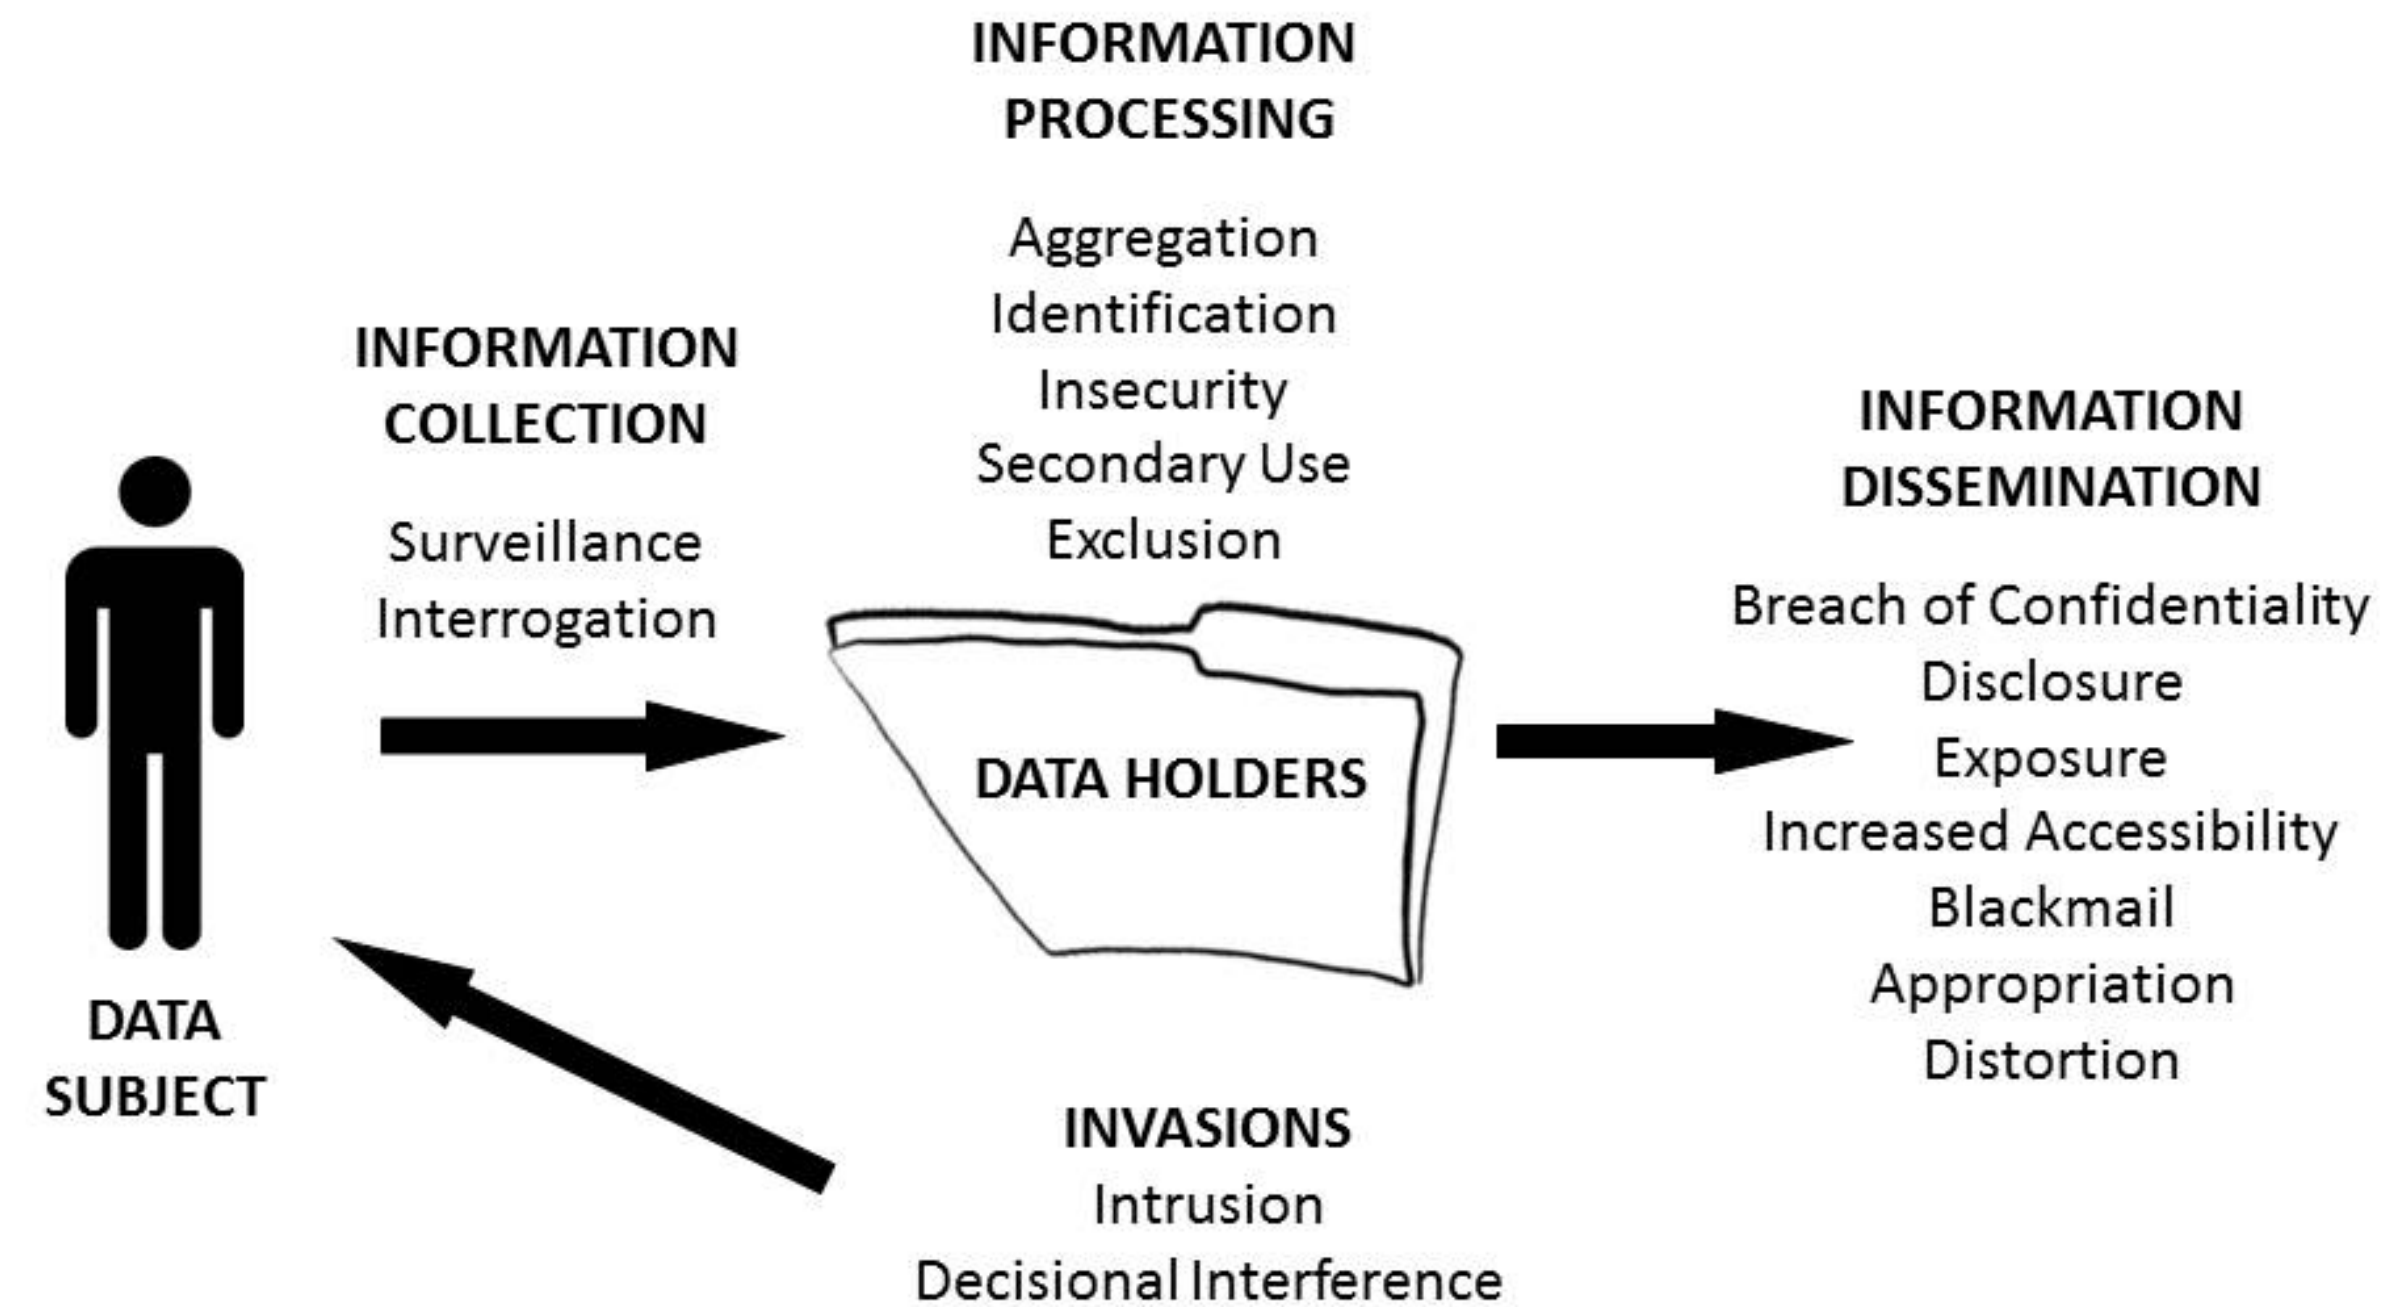 INFORMATION
PROCESSING
Aggregation
Identification
Insecurity
Secondary Use
Exclusion
INFORMATION
COLLECTION
Surveillance
Interrogation
DATA
SUBJECT
DATA HOLDERS
INFORMATION
DISSEMINATION
Breach of Confidentiality
Disclosure
Exposure
Increased Accessibility
Blackmail
Appropriation
Distortion
INVASIONS
Intrusion
Decisional Interference